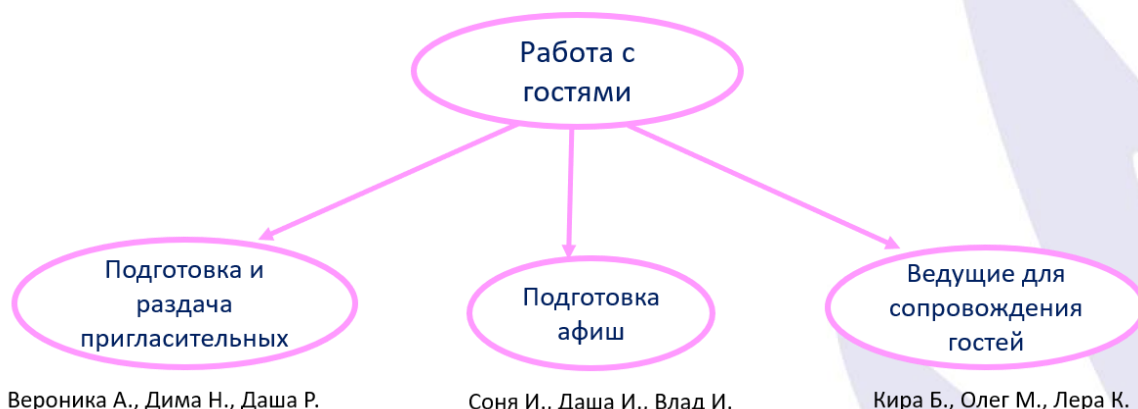 Работа с
гостями
Подготовка и
раздача
пригласительных
Подготовка
афиш
Ведущие для
сопровождения
гостей
Вероника А., Дима Н., Даша Р.
Соня И., Даша И., Влад И.
Кира Б., Олег М., Лера К.